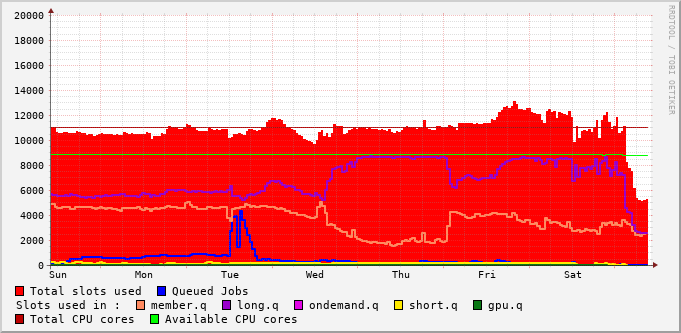 RRDTOOL / TOBI OETIKER
20000
18000
16000
14000
12000
10000
8000
6000
4000
2000
0
Sun Mon Tue Wed Thu Fri Sat
Total slots used Queued Jobs
Slots used in : member.q long.q ondemand.q short.q gpu.q
Total CPU cores Available CPU cores